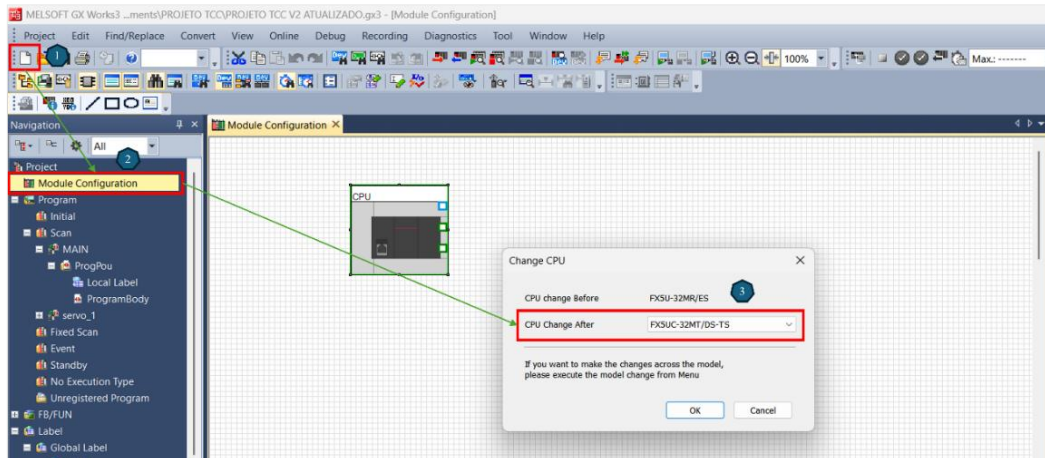 MELSOFT GX Works3 ...ments\PROJETO TCC\PROJETO TCC V2 ATUALIZADO.gx3 - [Module Configuration]
Project Edit Find/Replace Convert View Online Debug Recording Diagnostics Tool Window Help
1
100%
Max.: -------
Navigation
Module Configuration
All
2
Project
Module Configuration
Program
Initial
Scan
MAIN
ProgPou
Local Label
ProgramBody
servo_1
Fixed Scan
Event
Standby
No Execution Type
Unregistered Program
FB/FUN
Label
Global Label
CPU
Change CPU
CPU change Before FX5U-32MR/ES
3
CPU Change After FX5UC-32MT/DS-TS
If you want to make the changes across the model,
please execute the model change from Menu
OK Cancel